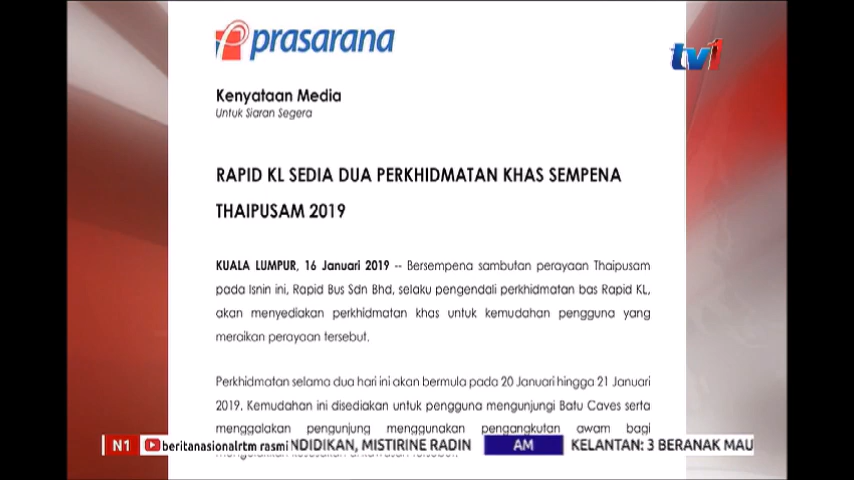 prasarana
tv1
Kenyataan Media
Untuk Siaran Segera
RAPID KL SEDIA DUA PERKHIDMATAN KHAS SEMPENA
THAIPUSAM 2019
KUALA LUMPUR, 16 Januari 2019 -- Bersempena sambutan perayaan Thaipusam
pada Isnin ini, Rapid Bus Sdn Bhd, selaku pengendali perkhidmatan bas Rapid KL,
akan menyediakan perkhidmatan khas untuk kemudahan pengguna yang
meraikan perayaan tersebut.
Perkhidmatan selama dua hari ini akan bermula pada 20 Januari hingga 21 Januari
2019. Kemudahan ini disediakan untuk pengguna mengunjungi Batu Caves serta
menggalakan pengunjung menggunakan pengangkutan awam bagi
N1 beritanasionalrtm rasmi NDIDIKAN, MISTIRINE RADIN AM KELANTAN: 3 BERANAK MAU